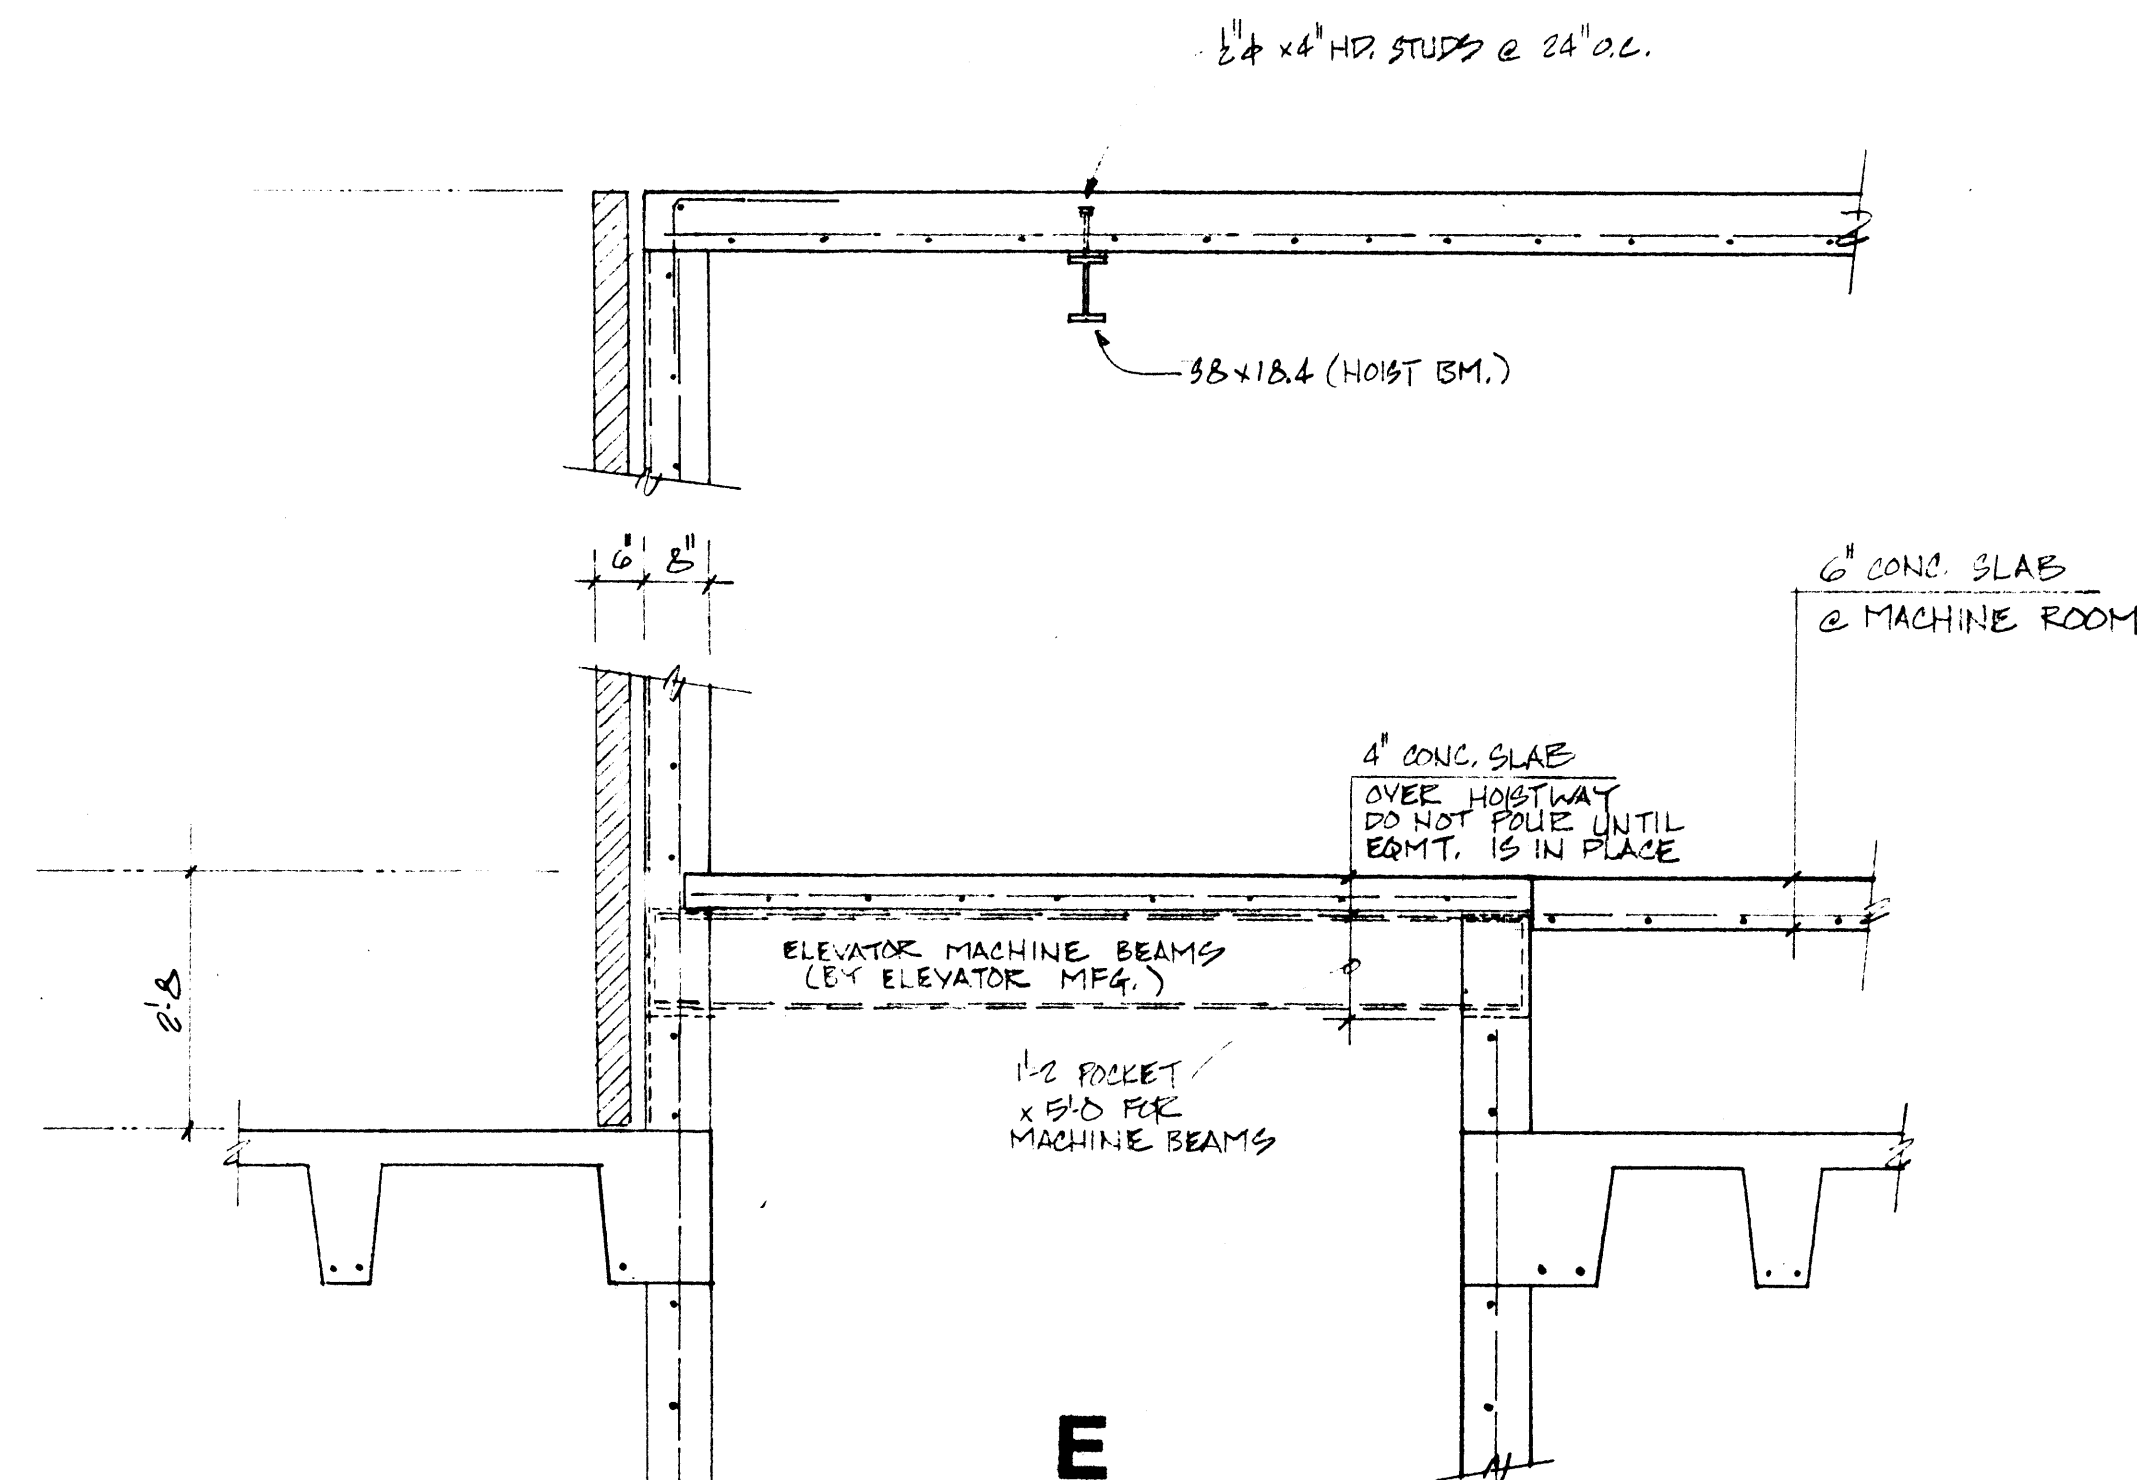 ½"ϕ x4" HD. STUDS @ 24" O.C.
S8x18.4 (HOIST BM.)
6" 8"
6" CONC. SLAB
@ MACHINE ROOM
4" CONC. SLAB
OVER HOISTWAY
DO NOT POUR UNTIL
EQMT. IS IN PLACE
ELEVATOR MACHINE BEAMS
(BY ELEVATOR MFG.)
2'-8
1'-2 POCKET
x 5'-0 FOR
MACHINE BEAMS
E